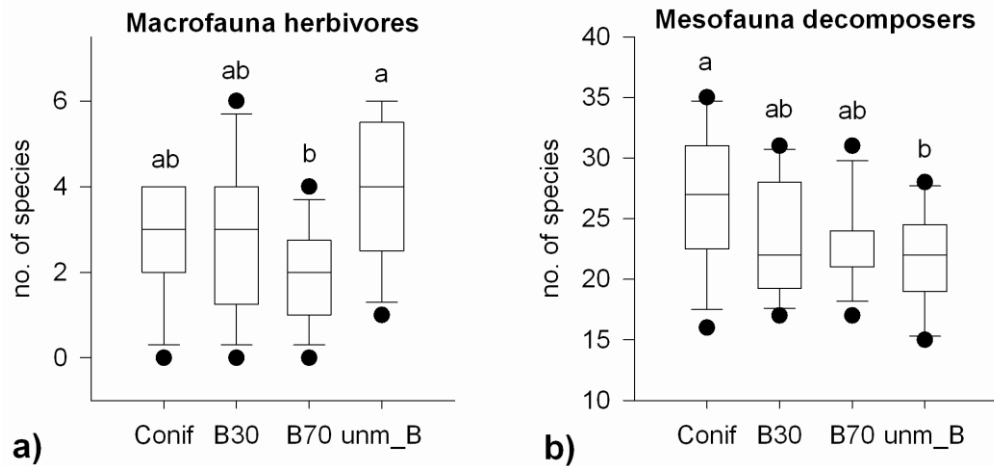 Macrofauna herbivores
no. of species
6
4
2
0
ab
ab
b
a
Conif B30 B70 unm_B
a)
Mesofauna decomposers
no. of species
40
35
30
25
20
15
10
a
ab
ab
b
Conif B30 B70 unm_B
b)